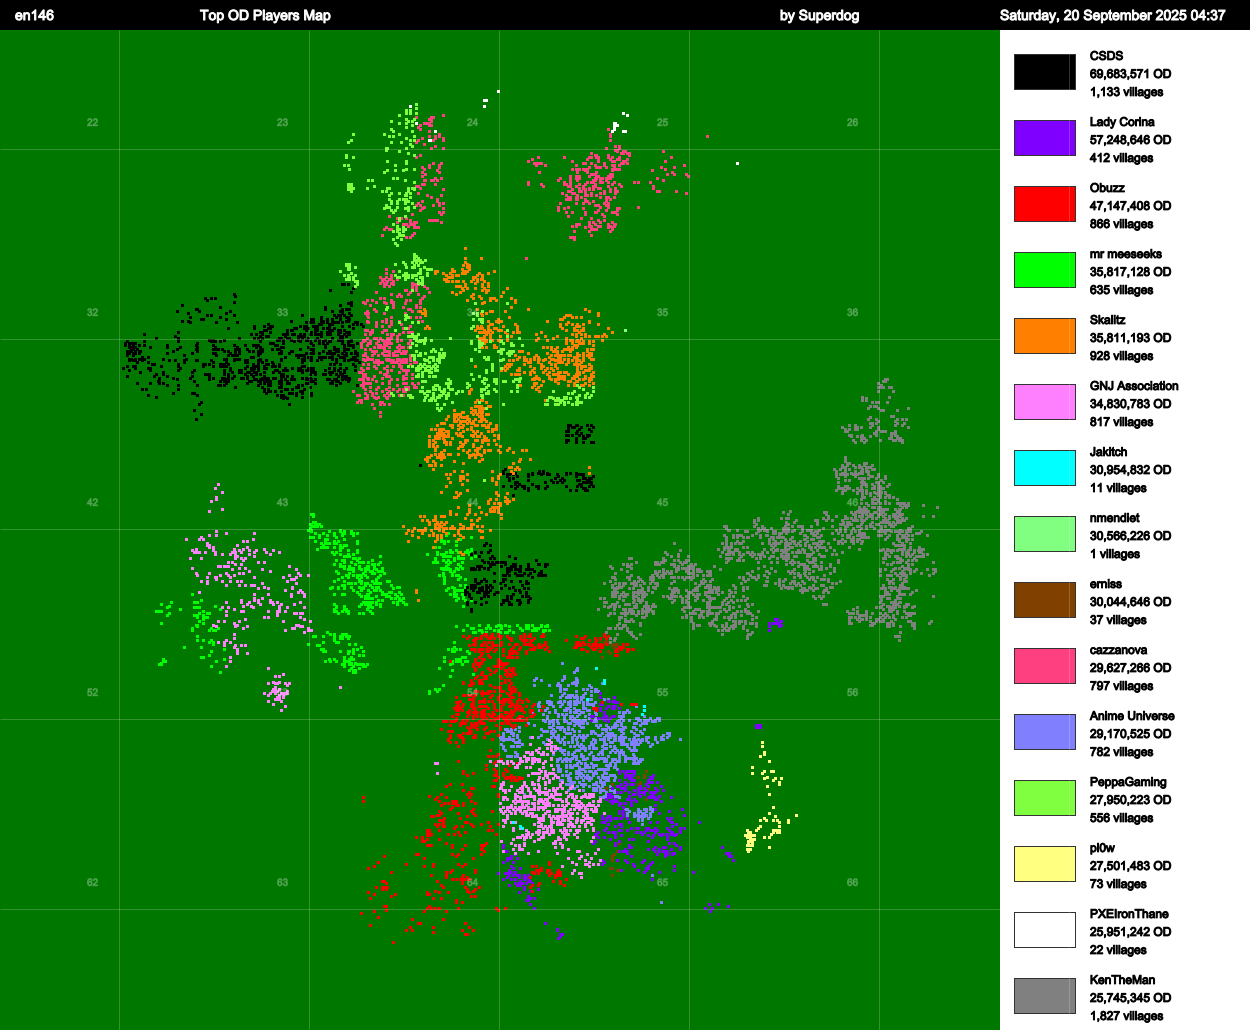 en146 Top OD Players Map by Superdog Saturday, 20 September 2025 04:37
CSDS
69,683,571 OD
1,133 villages
Lady Corina
57,248,646 OD
412 villages
Obuzz
47,147,408 OD
866 villages
mr meeseeks
35,817,128 OD
635 villages
Skalitz
35,811,193 OD
928 villages
GNJ Association
34,830,783 OD
817 villages
Jakitch
30,954,832 OD
11 villages
nmendiet
30,566,226 OD
1 villages
erniss
30,044,646 OD
37 villages
cazzanova
29,627,266 OD
797 villages
Anime Universe
29,170,525 OD
782 villages
PeppaGaming
27,950,223 OD
556 villages
pl0w
27,501,483 OD
73 villages
PXEIronThane
25,951,242 OD
22 villages
KenTheMan
25,745,345 OD
1,827 villages
22 23 24 25 26
32 33 34 35 36
42 43 44 45 46
52 53 54 55 56
62 63 64 65 66